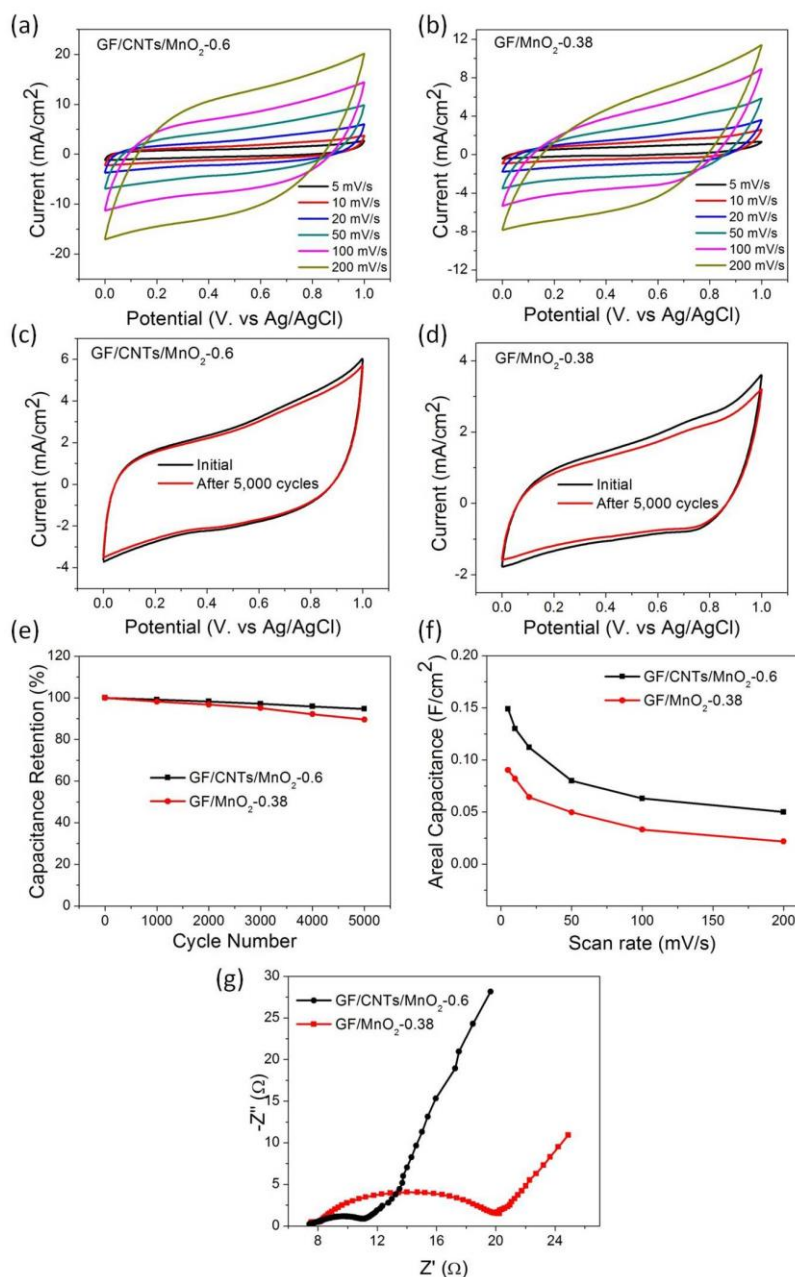 (a)
GF/CNTs/MnO₂-0.6
20
10
0
-10
-20
Current (mA/cm²)
5 mV/s
10 mV/s
20 mV/s
50 mV/s
100 mV/s
200 mV/s
0.0 0.2 0.4 0.6 0.8 1.0
Potential (V. vs Ag/AgCl)
(b)
GF/MnO₂-0.38
12
8
4
0
-4
-8
-12
Current (mA/cm²)
5 mV/s
10 mV/s
20 mV/s
50 mV/s
100 mV/s
200 mV/s
0.0 0.2 0.4 0.6 0.8 1.0
Potential (V. vs Ag/AgCl)
(c)
GF/CNTs/MnO₂-0.6
6
4
2
0
-2
-4
Current (mA/cm²)
Initial
After 5,000 cycles
0.0 0.2 0.4 0.6 0.8 1.0
Potential (V. vs Ag/AgCl)
(d)
GF/MnO₂-0.38
4
2
0
-2
Current (mA/cm²)
Initial
After 5,000 cycles
0.0 0.2 0.4 0.6 0.8 1.0
Potential (V. vs Ag/AgCl)
(e)
120
100
80
60
40
20
0
Capacitance Retention (%)
GF/CNTs/MnO₂-0.6
GF/MnO₂-0.38
0 1000 2000 3000 4000 5000
Cycle Number
(f)
0.20
0.15
0.10
0.05
0.00
Areal Capacitance (F/cm²)
GF/CNTs/MnO₂-0.6
GF/MnO₂-0.38
0 50 100 150 200
Scan rate (mV/s)
(g)
30
25
20
15
10
5
0
-Z'' (Ω)
GF/CNTs/MnO₂-0.6
GF/MnO₂-0.38
8 12 16 20 24
Z' (Ω)